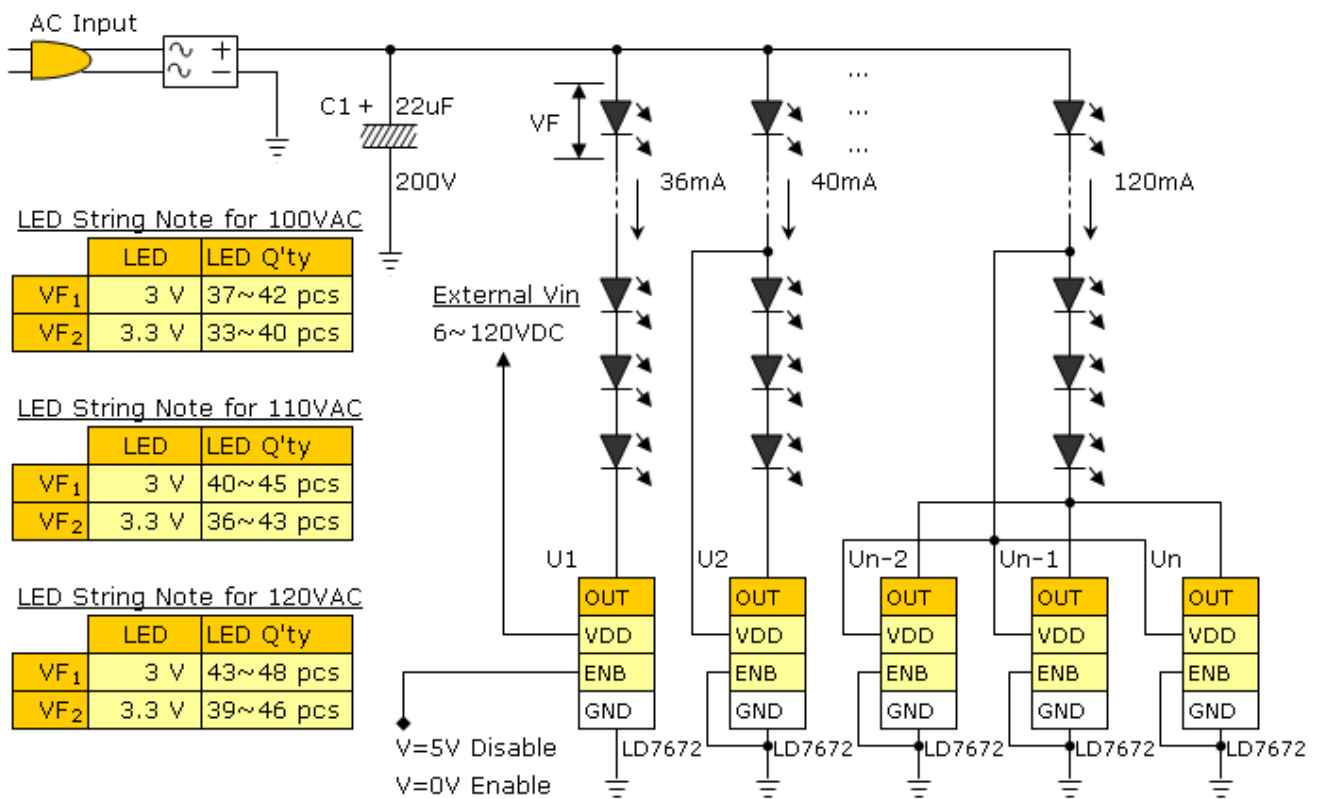 AC Input
∿ +
∿ −
C1 + 22uF
200V
VF
...
...
...
36mA
40mA
120mA
LED String Note for 100VAC
LED LED Q'ty
VF₁ 3 V 37~42 pcs
VF₂ 3.3 V 33~40 pcs
External Vin
6~120VDC
LED String Note for 110VAC
LED LED Q'ty
VF₁ 3 V 40~45 pcs
VF₂ 3.3 V 36~43 pcs
LED String Note for 120VAC
LED LED Q'ty
VF₁ 3 V 43~48 pcs
VF₂ 3.3 V 39~46 pcs
V=5V Disable
V=0V Enable
U1
OUT
VDD
ENB
GND
LD7672
U2
OUT
VDD
ENB
GND
LD7672
Un-2
OUT
VDD
ENB
GND
LD7672
Un-1
OUT
VDD
ENB
GND
LD7672
Un
OUT
VDD
ENB
GND
LD7672